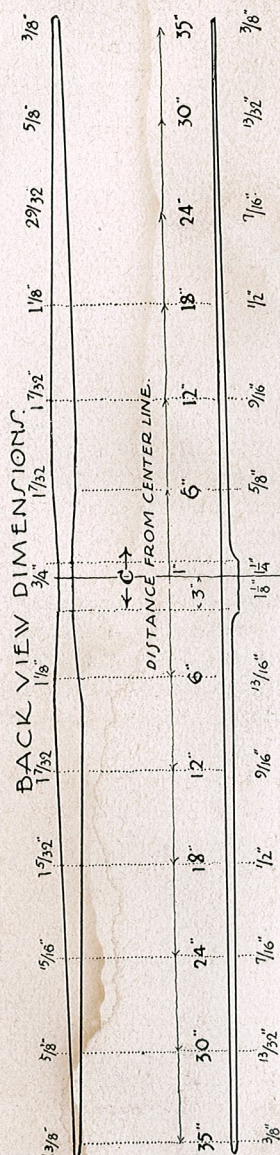 BACK VIEW DIMENSIONS.
3/8" 5/8" 15/16" 1 5/32" 1 7/32" 1 1/8" 3/4" 1 7/32" 1 7/32" 1 1/8" 29/32 5/8" 3/8"
← C →
DISTANCE FROM CENTER LINE.
35" 30" 24" 18" 12" 6" 3" 1" 6" 12" 18" 24" 30" 35"
3/8" 13/32" 7/16" 1/2" 9/16" 13/16" 1 1/8" 1 1/4" 5/8" 9/16 1/2" 7/16" 13/32" 3/8"